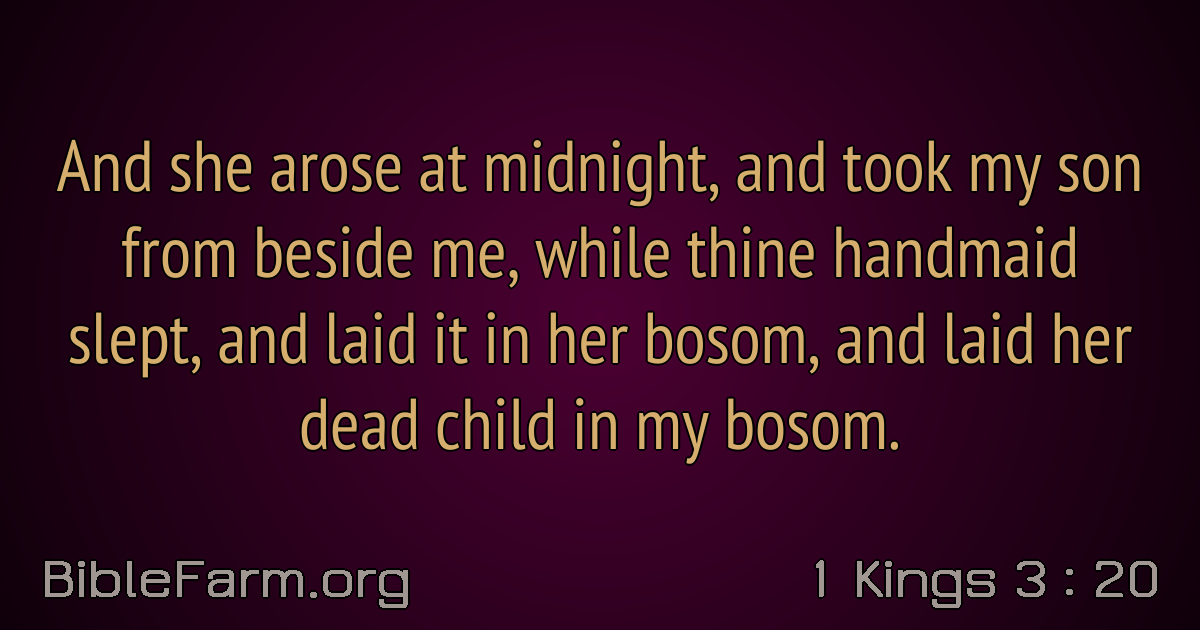 And she arose at midnight, and took my son
from beside me, while thine handmaid
slept, and laid it in her bosom, and laid her
dead child in my bosom.
BibleFarm.org
1 Kings 3 : 20